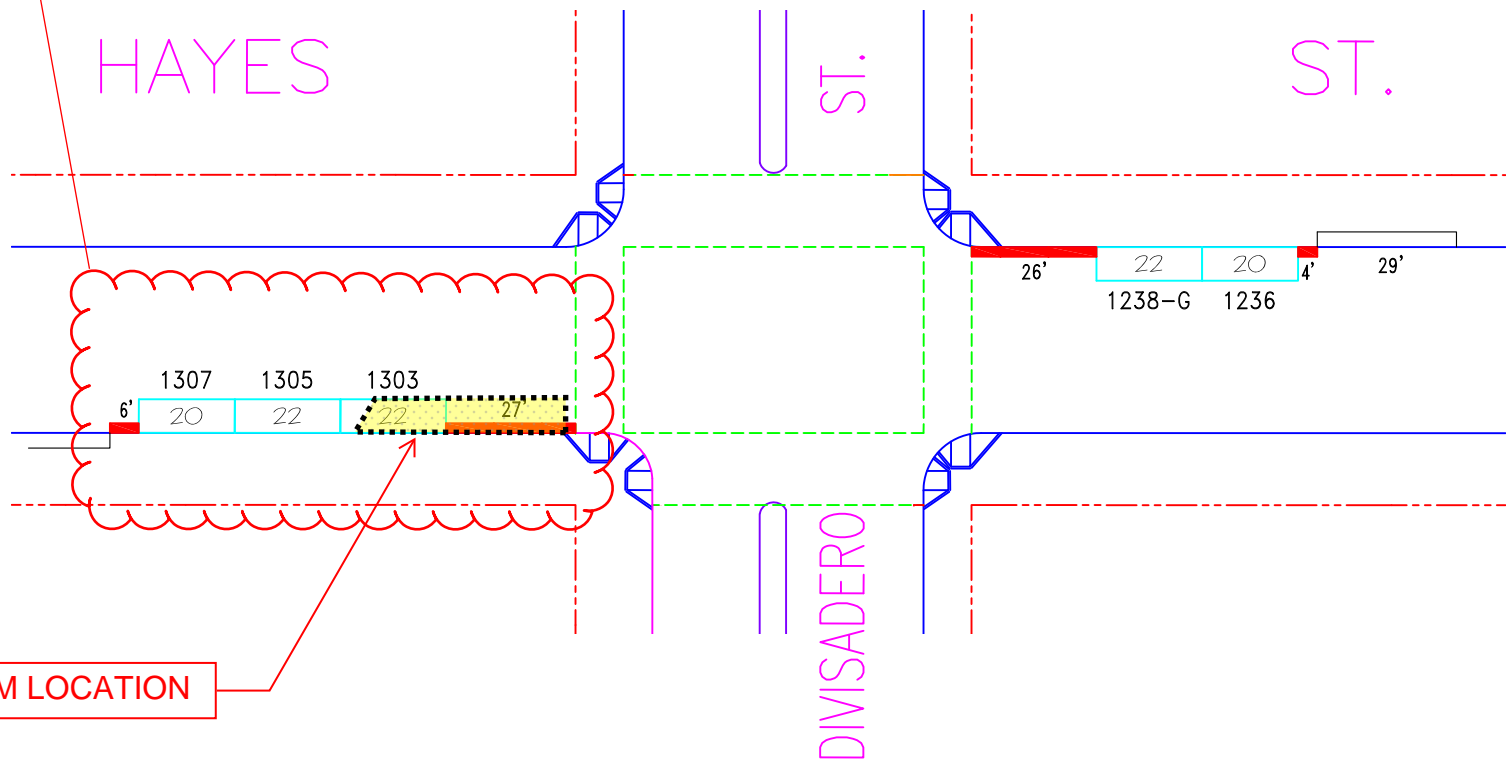 HAYES
ST.
ST.
26'
22
20
4'
29'
1238-G
1236
1307
1305
1303
6'
20
22
22
27'
M LOCATION
DIVISADERO